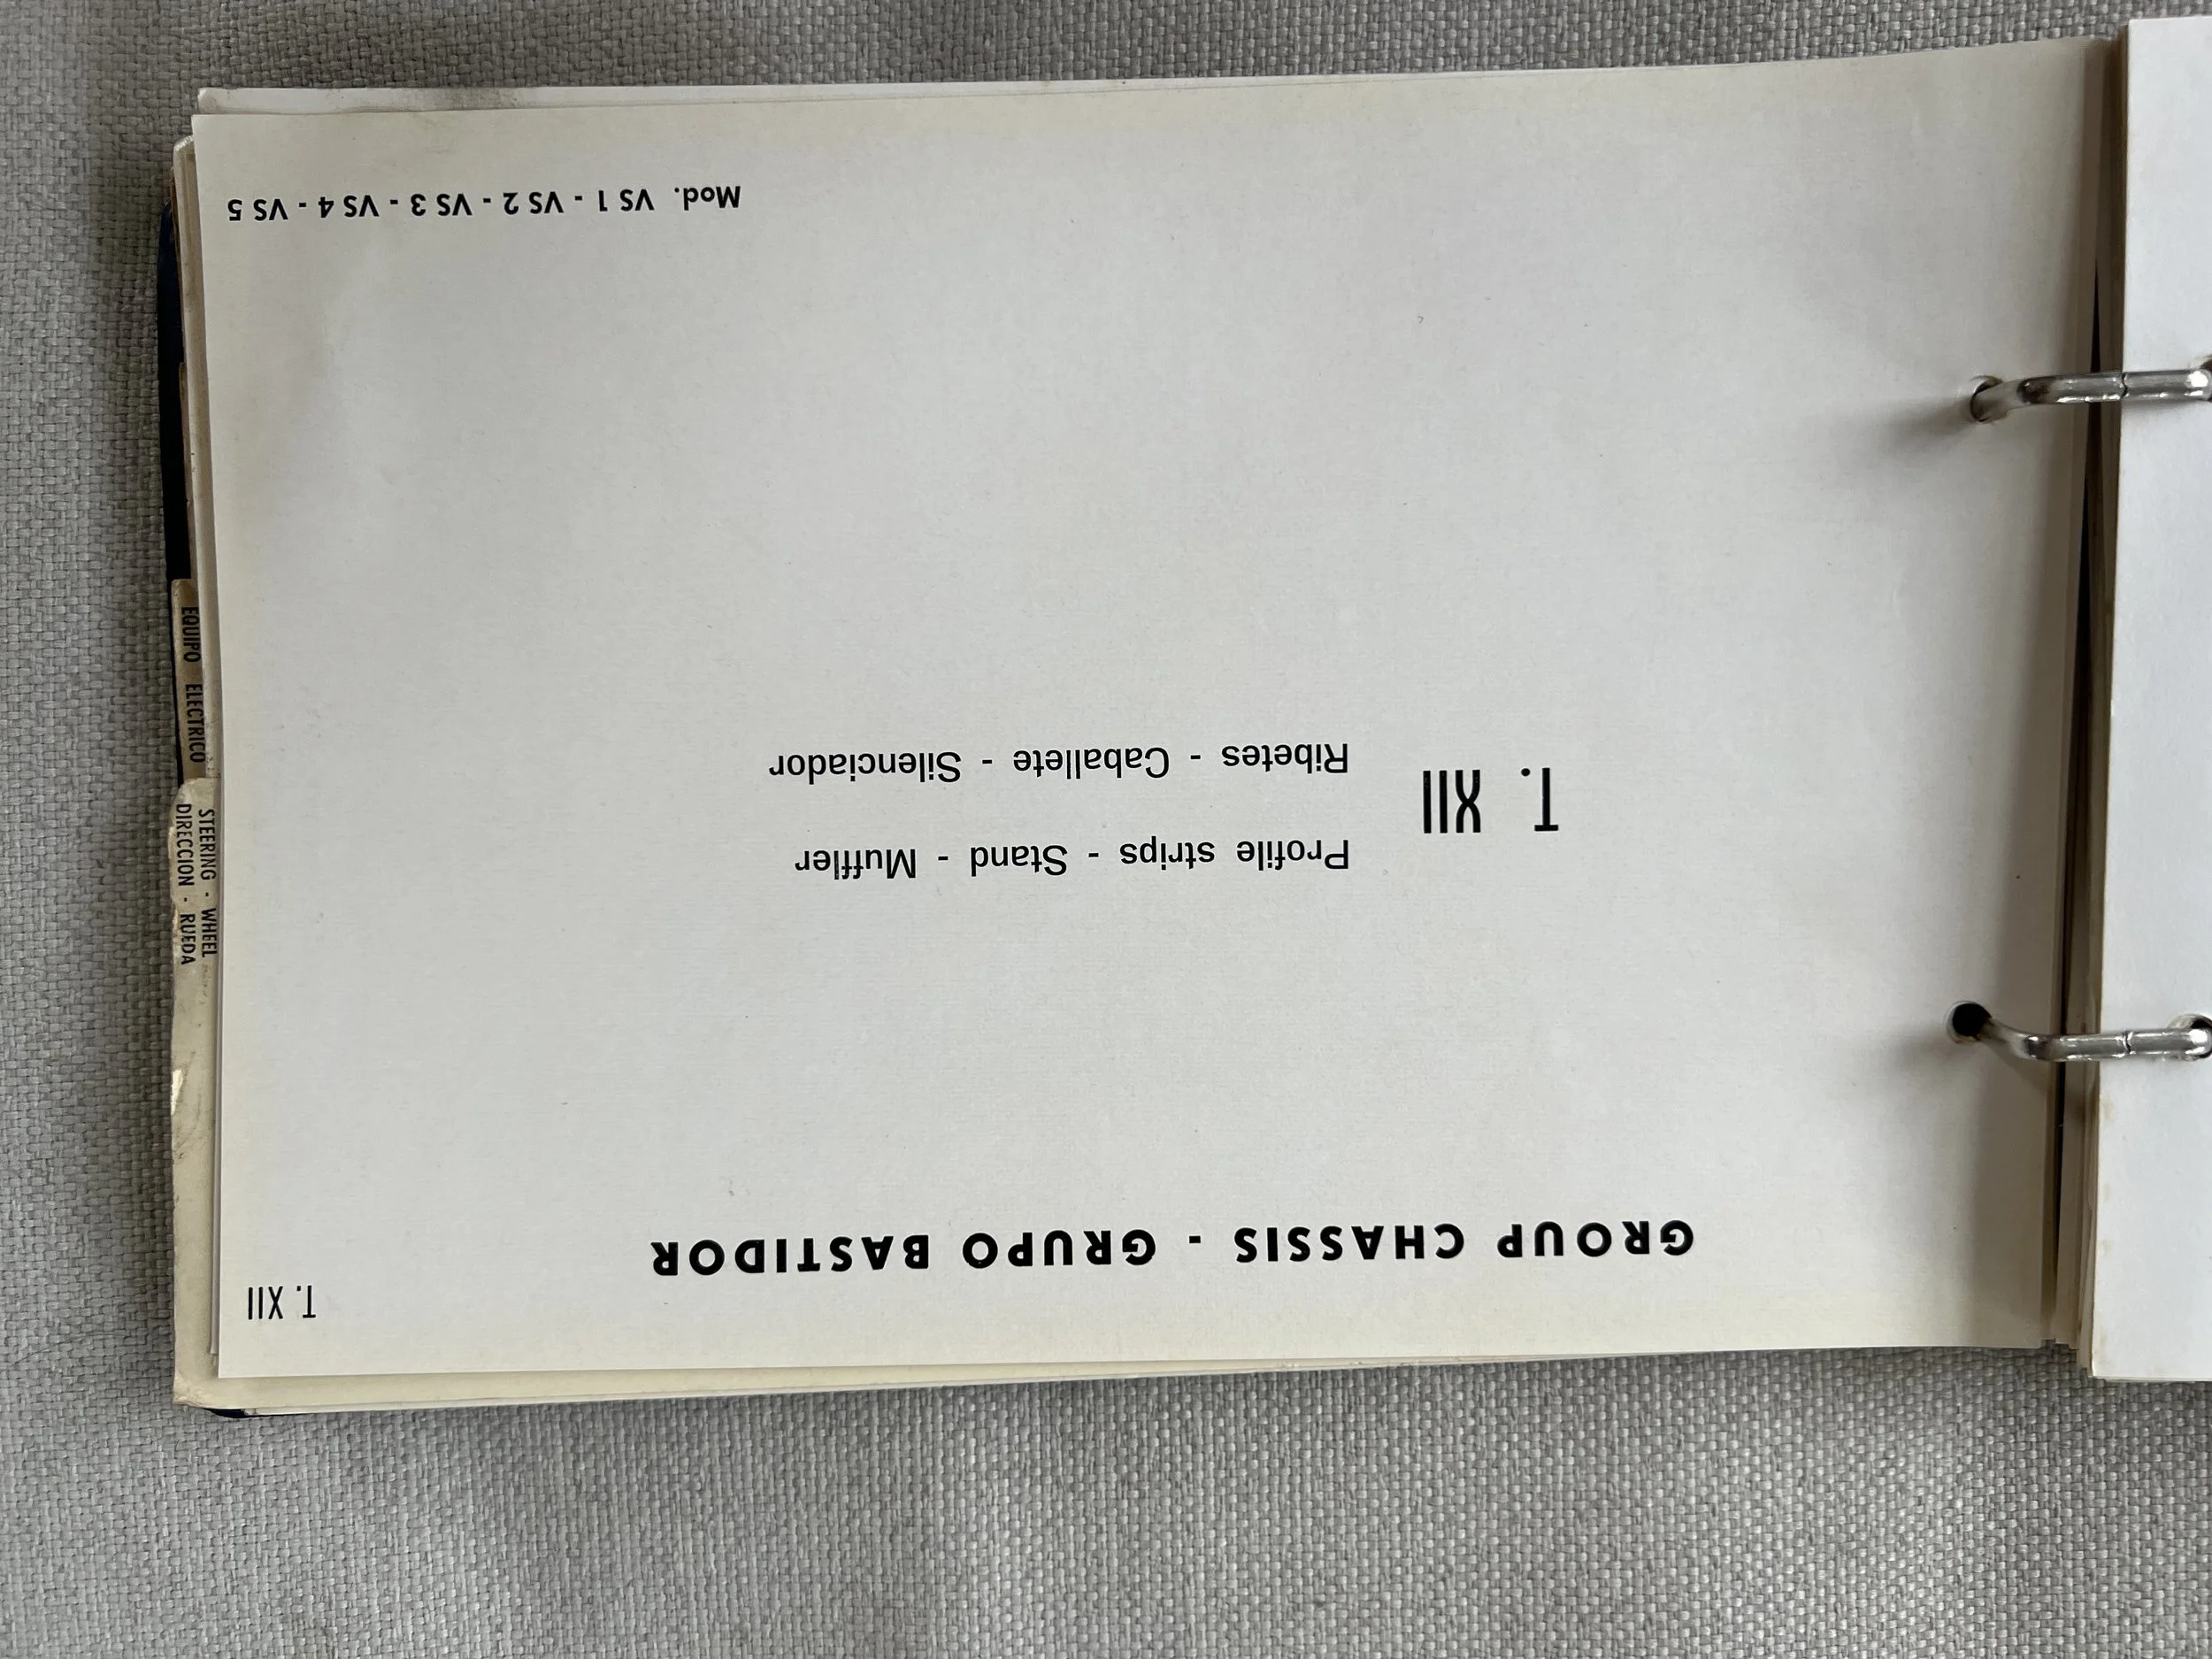 T. XII
GROUP CHASSIS - GRUPO BASTIDOR
Profile strips - Stand - Muffler
T. XII
Ribetes - Caballete - Silenciador
Mod. VS 1 - VS 2 - VS 3 - VS 4 - VS 5
STEERING - WHEEL
DIRECCION - RUEDA
EQUIPO ELECTRICO